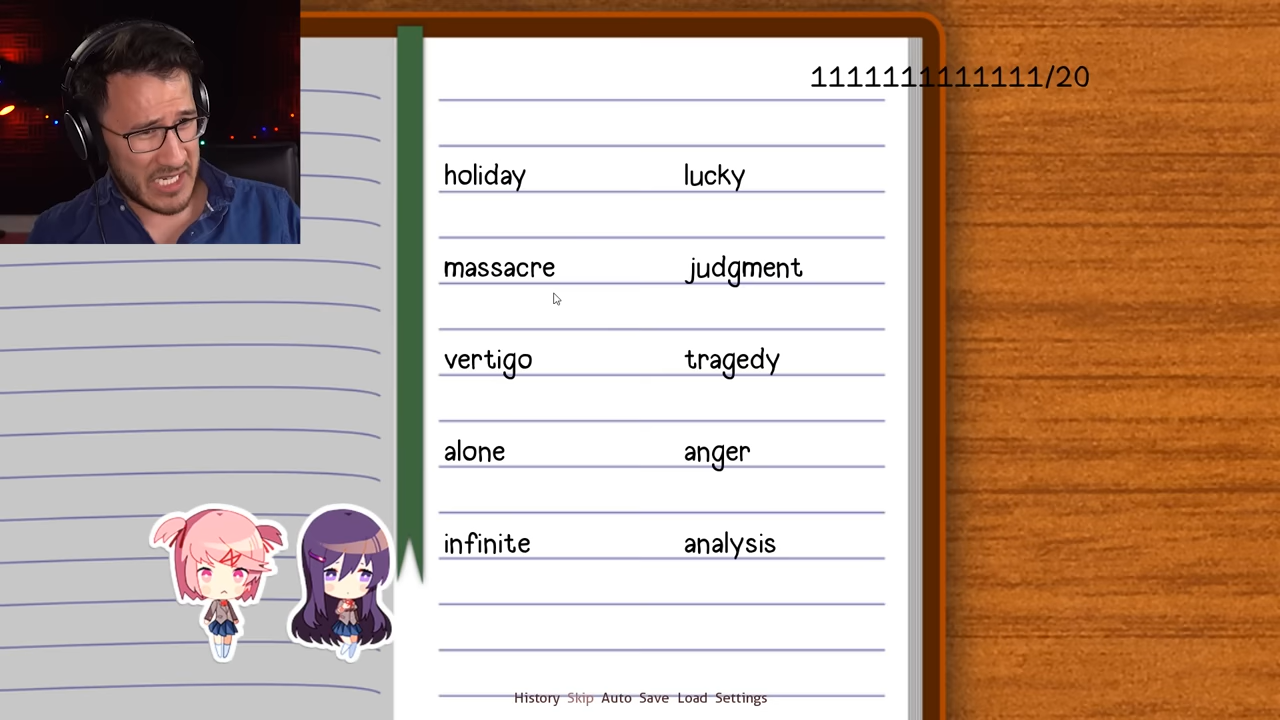 1111111111111/20
holiday lucky
massacre judgment
vertigo tragedy
alone anger
infinite analysis
History Skip Auto Save Load Settings